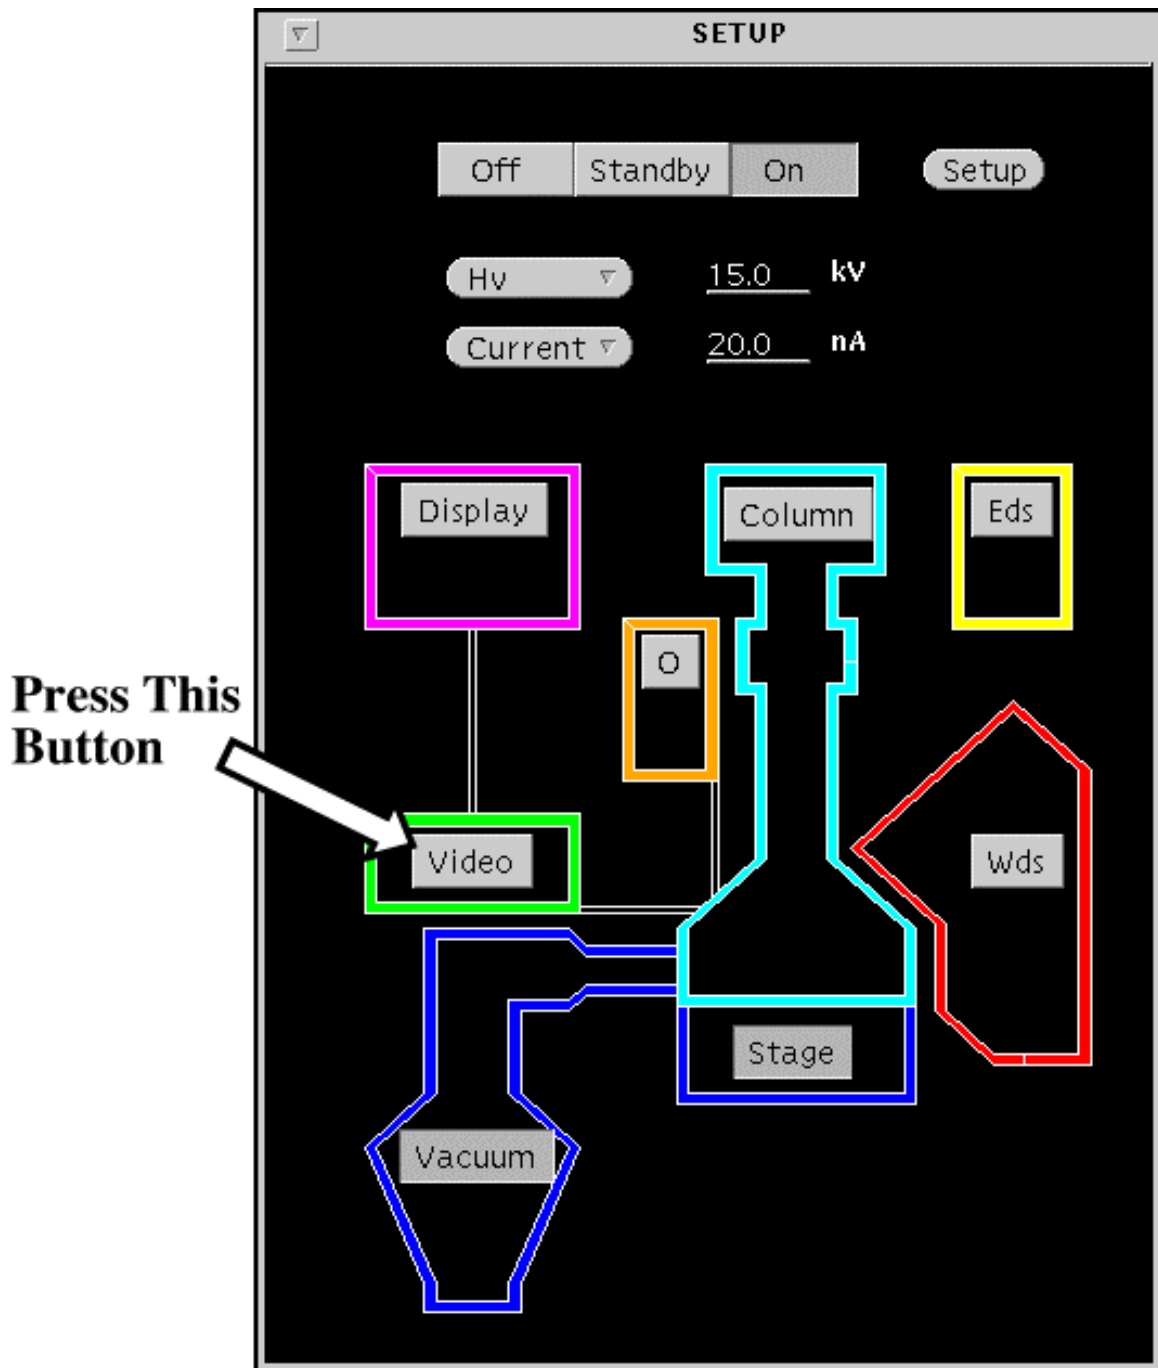 SETUP
Off Standby On Setup
Hv 15.0 kV
Current 20.0 nA
Display Column Eds
O
Press This
Button
Video Wds
Stage
Vacuum